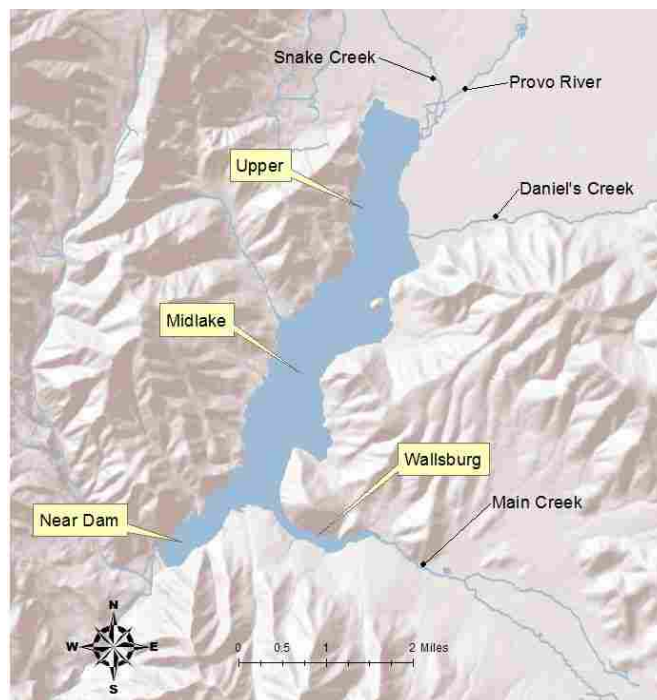 Snake Creek
Provo River
Upper
Daniel's Creek
Midlake
Wallsburg
Main Creek
Near Dam
N
W E
S
0 0.5 1 2 Miles